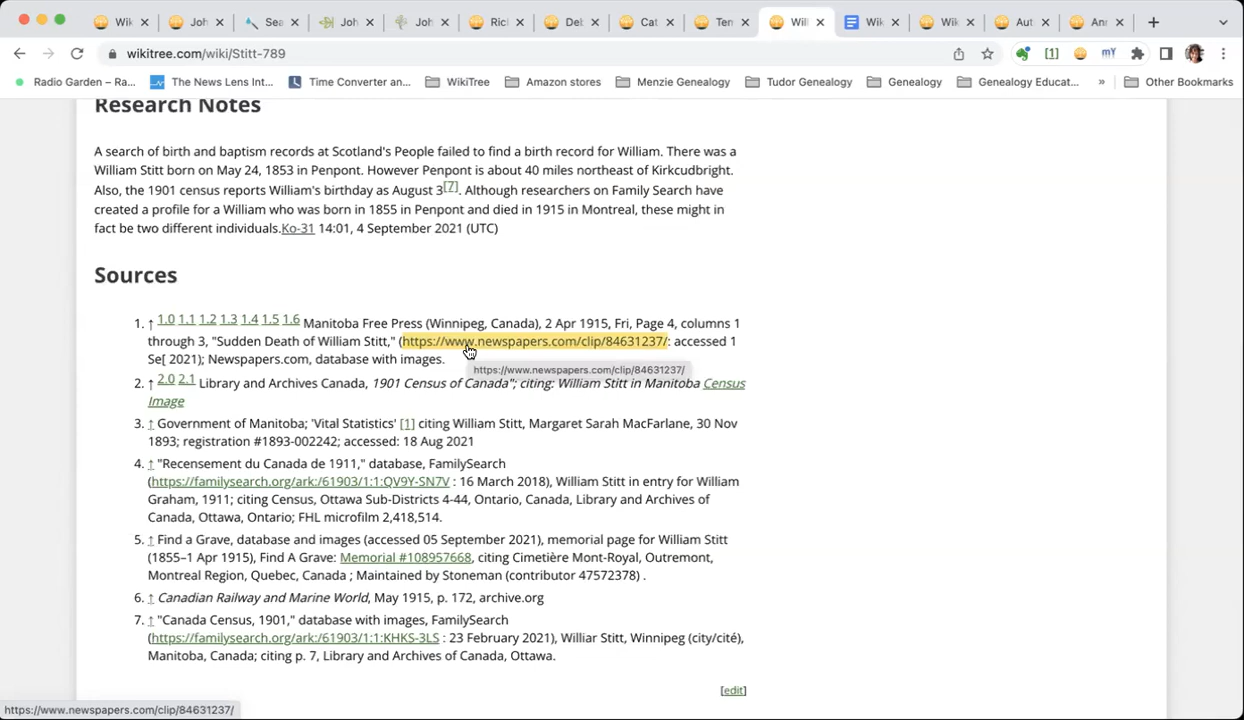 Wik
Joh
Sea
Joh
Joh
Ric
Deb
Cat
Ten
Will
Wik
Wik
Aut
Ann
wikitree.com/wiki/Stitt-789
[1]
mY
Radio Garden – Ra...
The News Lens Int...
Time Converter an...
WikiTree
Amazon stores
Menzie Genealogy
Tudor Genealogy
Genealogy
Genealogy Educat...
»
Other Bookmarks
Research Notes
A search of birth and baptism records at Scotland's People failed to find a birth record for William. There was a
William Stitt born on May 24, 1853 in Penpont. However Penpont is about 40 miles northeast of Kirkcudbright.
Also, the 1901 census reports William's birthday as August 3[7]. Although researchers on Family Search have
created a profile for a William who was born in 1855 in Penpont and died in 1915 in Montreal, these might in
fact be two different individuals.Ko-31 14:01, 4 September 2021 (UTC)
Sources
1. ↑ 1.0 1.1 1.2 1.3 1.4 1.5 1.6 Manitoba Free Press (Winnipeg, Canada), 2 Apr 1915, Fri, Page 4, columns 1
through 3, "Sudden Death of William Stitt," (https://www.newspapers.com/clip/84631237/: accessed 1
Se[ 2021); Newspapers.com, database with images.
https://www.newspapers.com/clip/84631237/
2. ↑ 2.0 2.1 Library and Archives Canada, 1901 Census of Canada"; citing: William Stitt in Manitoba Census
Image
3. ↑ Government of Manitoba; 'Vital Statistics' [1] citing William Stitt, Margaret Sarah MacFarlane, 30 Nov
1893; registration #1893-002242; accessed: 18 Aug 2021
4. ↑ "Recensement du Canada de 1911," database, FamilySearch
(https://familysearch.org/ark:/61903/1:1:QV9Y-SN7V : 16 March 2018), William Stitt in entry for William
Graham, 1911; citing Census, Ottawa Sub-Districts 4-44, Ontario, Canada, Library and Archives of
Canada, Ottawa, Ontario; FHL microfilm 2,418,514.
5. ↑ Find a Grave, database and images (accessed 05 September 2021), memorial page for William Stitt
(1855–1 Apr 1915), Find A Grave: Memorial #108957668, citing Cimetière Mont-Royal, Outremont,
Montreal Region, Quebec, Canada ; Maintained by Stoneman (contributor 47572378) .
6. ↑ Canadian Railway and Marine World, May 1915, p. 172, archive.org
7. ↑ "Canada Census, 1901," database with images, FamilySearch
(https://familysearch.org/ark:/61903/1:1:KHKS-3LS : 23 February 2021), Williar Stitt, Winnipeg (city/cité),
Manitoba, Canada; citing p. 7, Library and Archives of Canada, Ottawa.
[edit]
https://www.newspapers.com/clip/84631237/